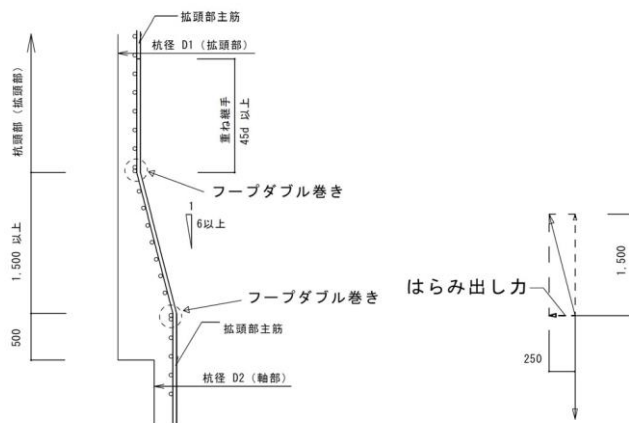 拡頭部主筋
杭径 D1（拡頭部）
杭頭部（拡頭部）
重ね継手
45d 以上
フープダブル巻き
1
6以上
1,500 以上
フープダブル巻き
はらみ出し力
1,500
拡頭部主筋
500
250
杭径 D2（軸部）